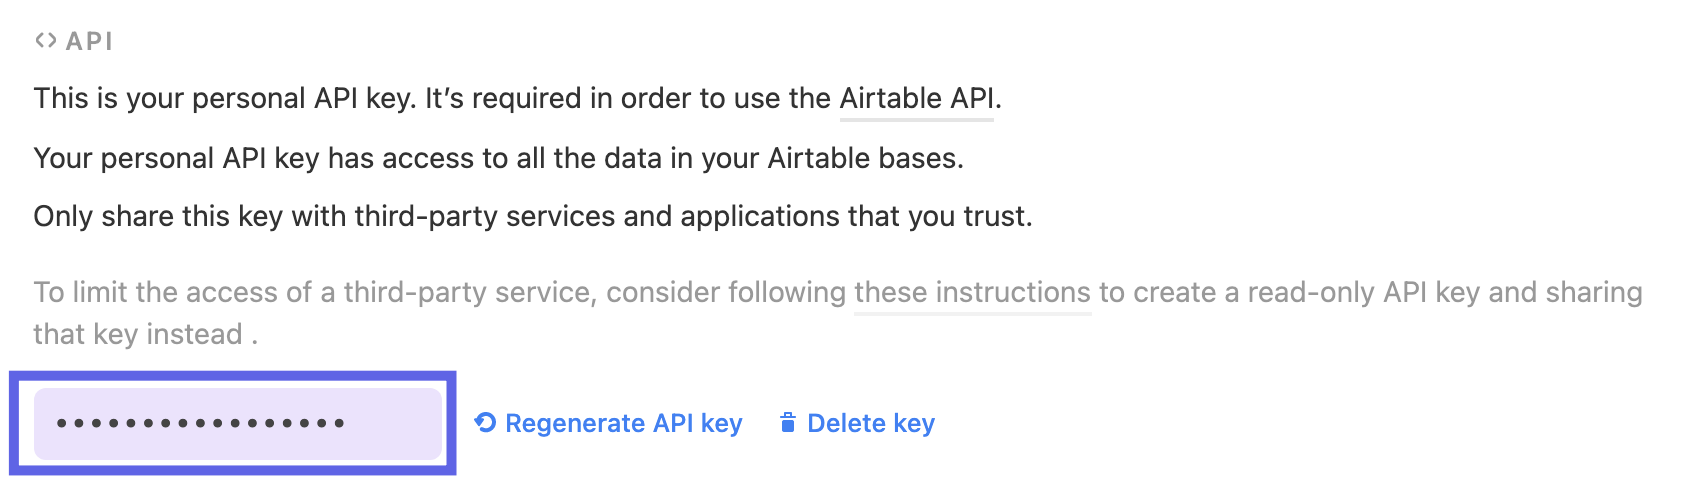 <> API
This is your personal API key. It’s required in order to use the Airtable API.
Your personal API key has access to all the data in your Airtable bases.
Only share this key with third-party services and applications that you trust.
To limit the access of a third-party service, consider following these instructions to create a read-only API key and sharing
that key instead .
••••••••••••••••• Regenerate API key Delete key